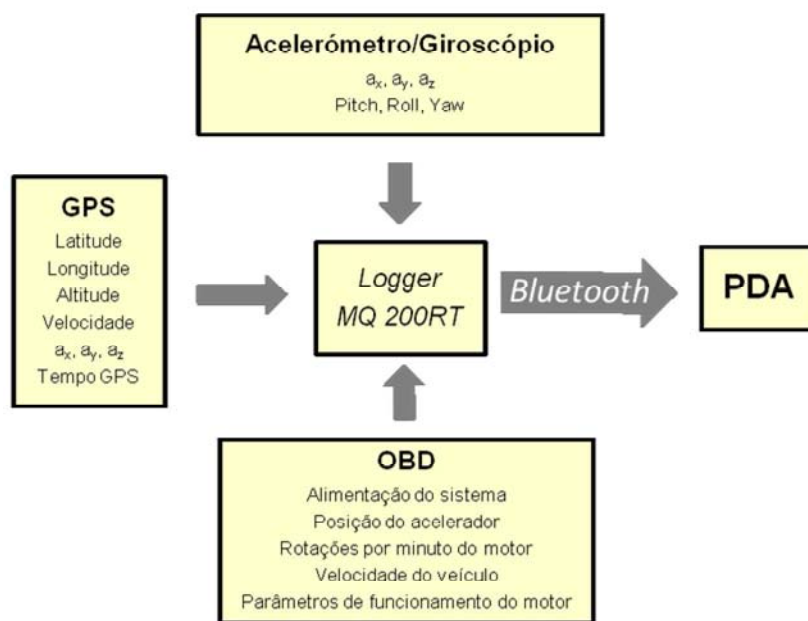 Acelerómetro/Giroscópio
ax, ay, az
Pitch, Roll, Yaw
GPS
Latitude
Longitude
Altitude
Velocidade
ax, ay, az
Tempo GPS
Logger
MQ 200RT
Bluetooth
PDA
OBD
Alimentação do sistema
Posição do acelerador
Rotações por minuto do motor
Velocidade do veículo
Parâmetros de funcionamento do motor